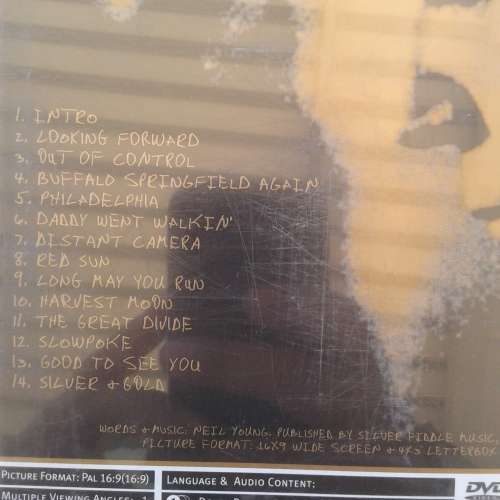 1. INTRO
2. LOOKING FORWARD
3. OUT OF CONTROL
4. BUFFALO SPRINGFIELD AGAIN
5. PHILADELPHIA
6. DADDY WENT WALKIN'
7. DISTANT CAMERA
8. RED SUN
9. LONG MAY YOU RUN
10. HARVEST MOON
11. THE GREAT DIVIDE
12. SLOWPOKE
13. GOOD TO SEE YOU
14. SILVER & GOLD
WORDS & MUSIC: NEIL YOUNG. PUBLISHED BY SILVER FIDDLE MUSIC,
PICTURE FORMAT: 16X9 WIDE SCREEN & 4X3 LETTERBOX
PICTURE FORMAT: PAL 16:9(16:9)
LANGUAGE & AUDIO CONTENT:
DVD
MULTIPLE VIEWING ANGLES: 1